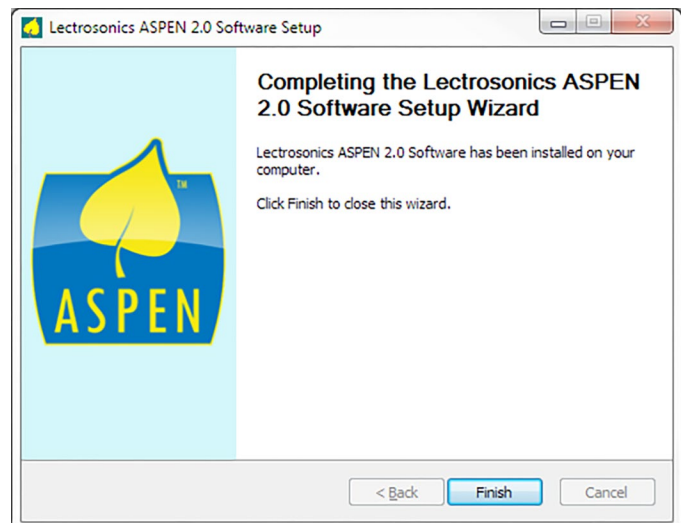 Lectrosonics ASPEN 2.0 Software Setup
Completing the Lectrosonics ASPEN
2.0 Software Setup Wizard
Lectrosonics ASPEN 2.0 Software has been installed on your
computer.
Click Finish to close this wizard.
TM
ASPEN
< Back
Finish
Cancel